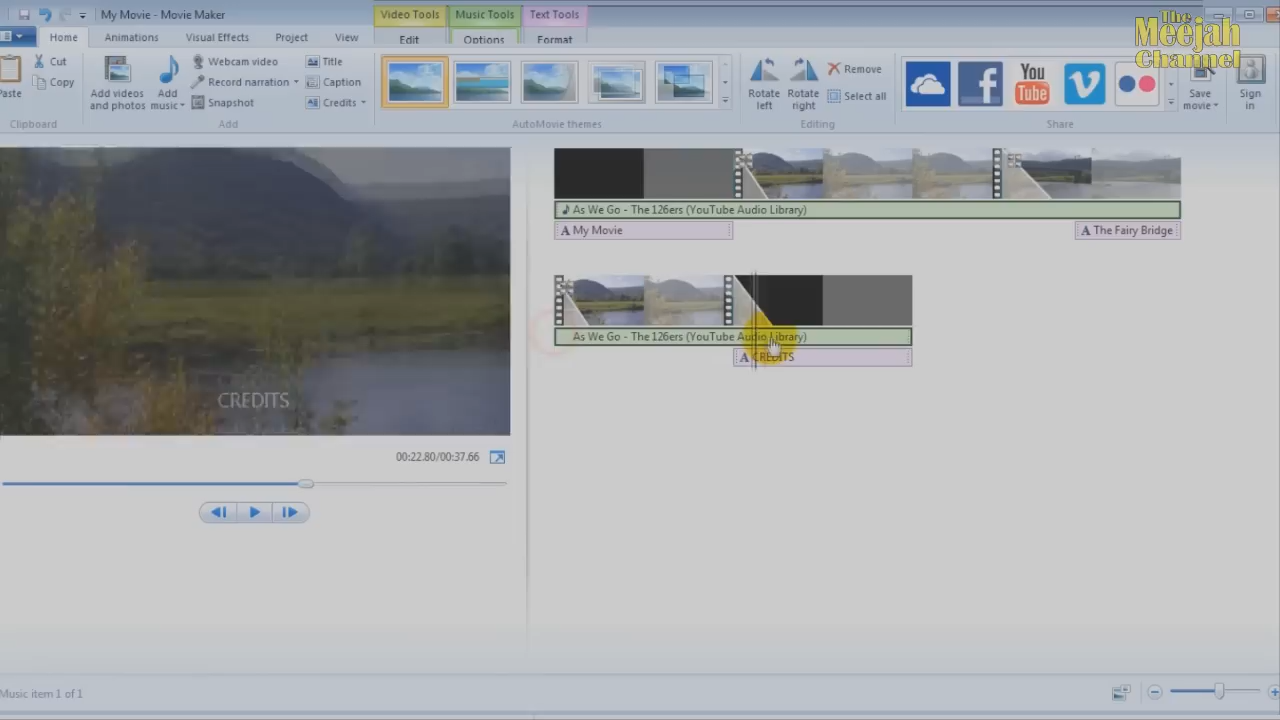 My Movie - Movie Maker
Video Tools
Music Tools
Text Tools
The
Meejah
Channel
Home
Animations
Visual Effects
Project
View
Edit
Options
Format
Paste
Cut
Copy
Clipboard
Add videos
and photos
Add
music
Webcam video
Record narration
Snapshot
Title
Caption
Credits
Add
AutoMovie themes
Rotate
left
Rotate
right
Remove
Select all
Editing
You
Tube
Share
Save
movie
Sign
in
As We Go - The 126ers (YouTube Audio Library)
A My Movie
A The Fairy Bridge
As We Go - The 126ers (YouTube Audio Library)
A CREDITS
CREDITS
00:22.80/00:37.66
Music item 1 of 1